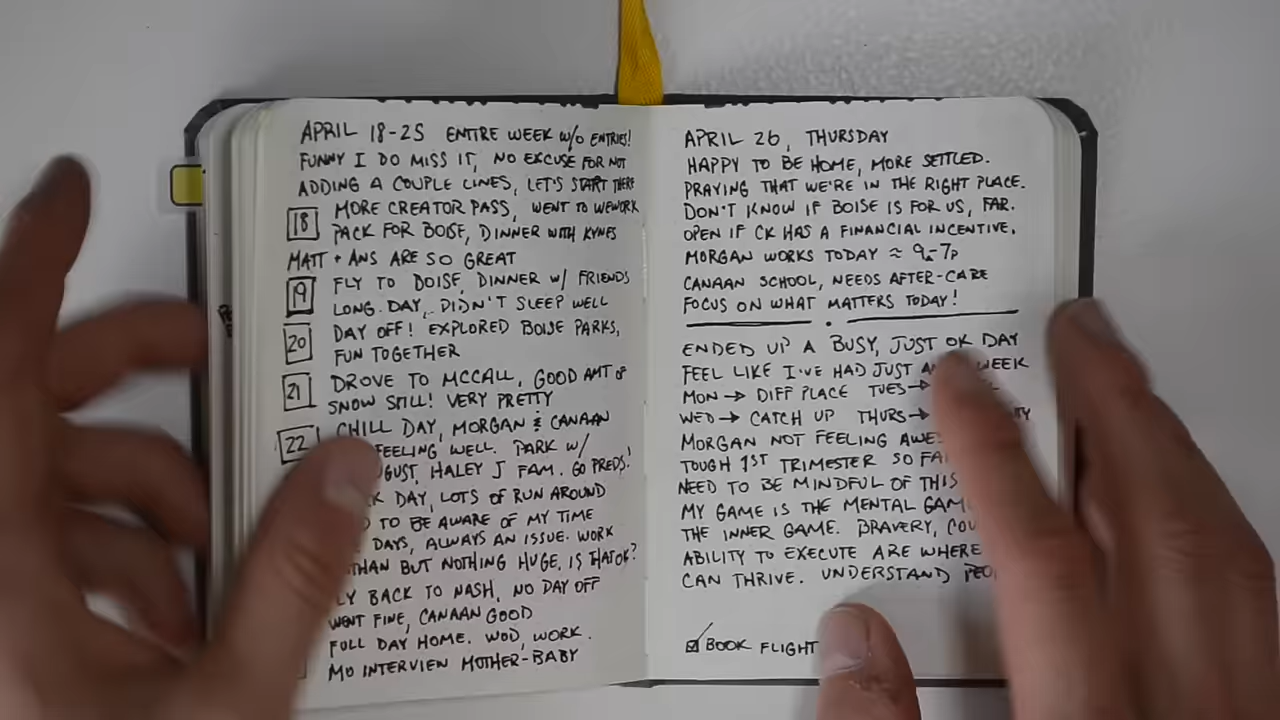 APRIL 18-25 ENTIRE WEEK W/O ENTRIES!
FUNNY I DO MISS IT, NO EXCUSE FOR NOT
ADDING A COUPLE LINES, LET'S START THERE
18 MORE CREATOR PASS, WENT TO WEWORK
PACK FOR BOISE, DINNER WITH KYNES
MATT + ANS ARE SO GREAT
19 FLY TO BOISE, DINNER W/ FRIENDS
LONG DAY, DIDN'T SLEEP WELL
20 DAY OFF! EXPLORED BOISE PARKS,
FUN TOGETHER
21 DROVE TO MCCALL, GOOD AMT OF
SNOW STILL! VERY PRETTY
22 CHILL DAY, MORGAN & CANAAN
FEELING WELL. PARK W/
HALEY J FAM. GO PREDS!
DAY, LOTS OF RUN AROUND
TO BE AWARE OF MY TIME
DAYS, ALWAYS AN ISSUE. WORK
BUT NOTHING HUGE, IS THAT OK?
BACK TO NASH, NO DAY OFF
WENT FINE, CANAAN GOOD
FULL DAY HOME. WOD, WORK.
MO INTERVIEW MOTHER-BABY
APRIL 26, THURSDAY
HAPPY TO BE HOME, MORE SETTLED.
PRAYING THAT WE'RE IN THE RIGHT PLACE.
DON'T KNOW IF BOISE IS FOR US, FAR.
OPEN IF CK HAS A FINANCIAL INCENTIVE.
MORGAN WORKS TODAY ≈ 9A-7P
CANAAN SCHOOL, NEEDS AFTER-CARE
FOCUS ON WHAT MATTERS TODAY!
ENDED UP A BUSY, JUST OK DAY
FEEL LIKE I'VE HAD JUST WEEK
MON → DIFF PLACE TUES →
WED → CATCH UP THURS →
MORGAN NOT FEELING
TOUGH 1ST TRIMESTER SO
NEED TO BE MINDFUL OF THIS
MY GAME IS THE MENTAL
THE INNER GAME. BRAVERY,
ABILITY TO EXECUTE ARE WHERE
CAN THRIVE. UNDERSTAND
☑ BOOK FLIGHT